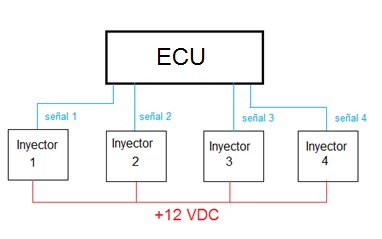 ECU
señal 1
señal 2
señal 3
señal 4
Inyector
1
Inyector
2
Inyector
3
Inyector
4
+12 VDC